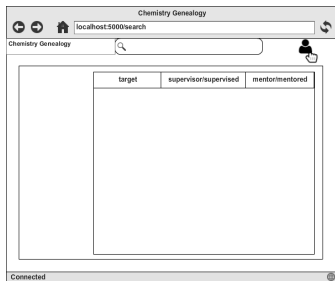 Chemistry Genealogy
localhost:5000/search
Chemistry Genealogy
target supervisor/supervised mentor/mentored
Connected